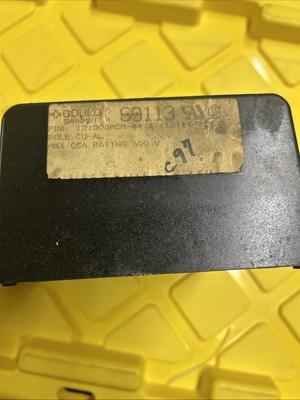 GOULD 69113
SHAWMUT
POLE CU-AL
MAX CSA RATING 600 V
C97